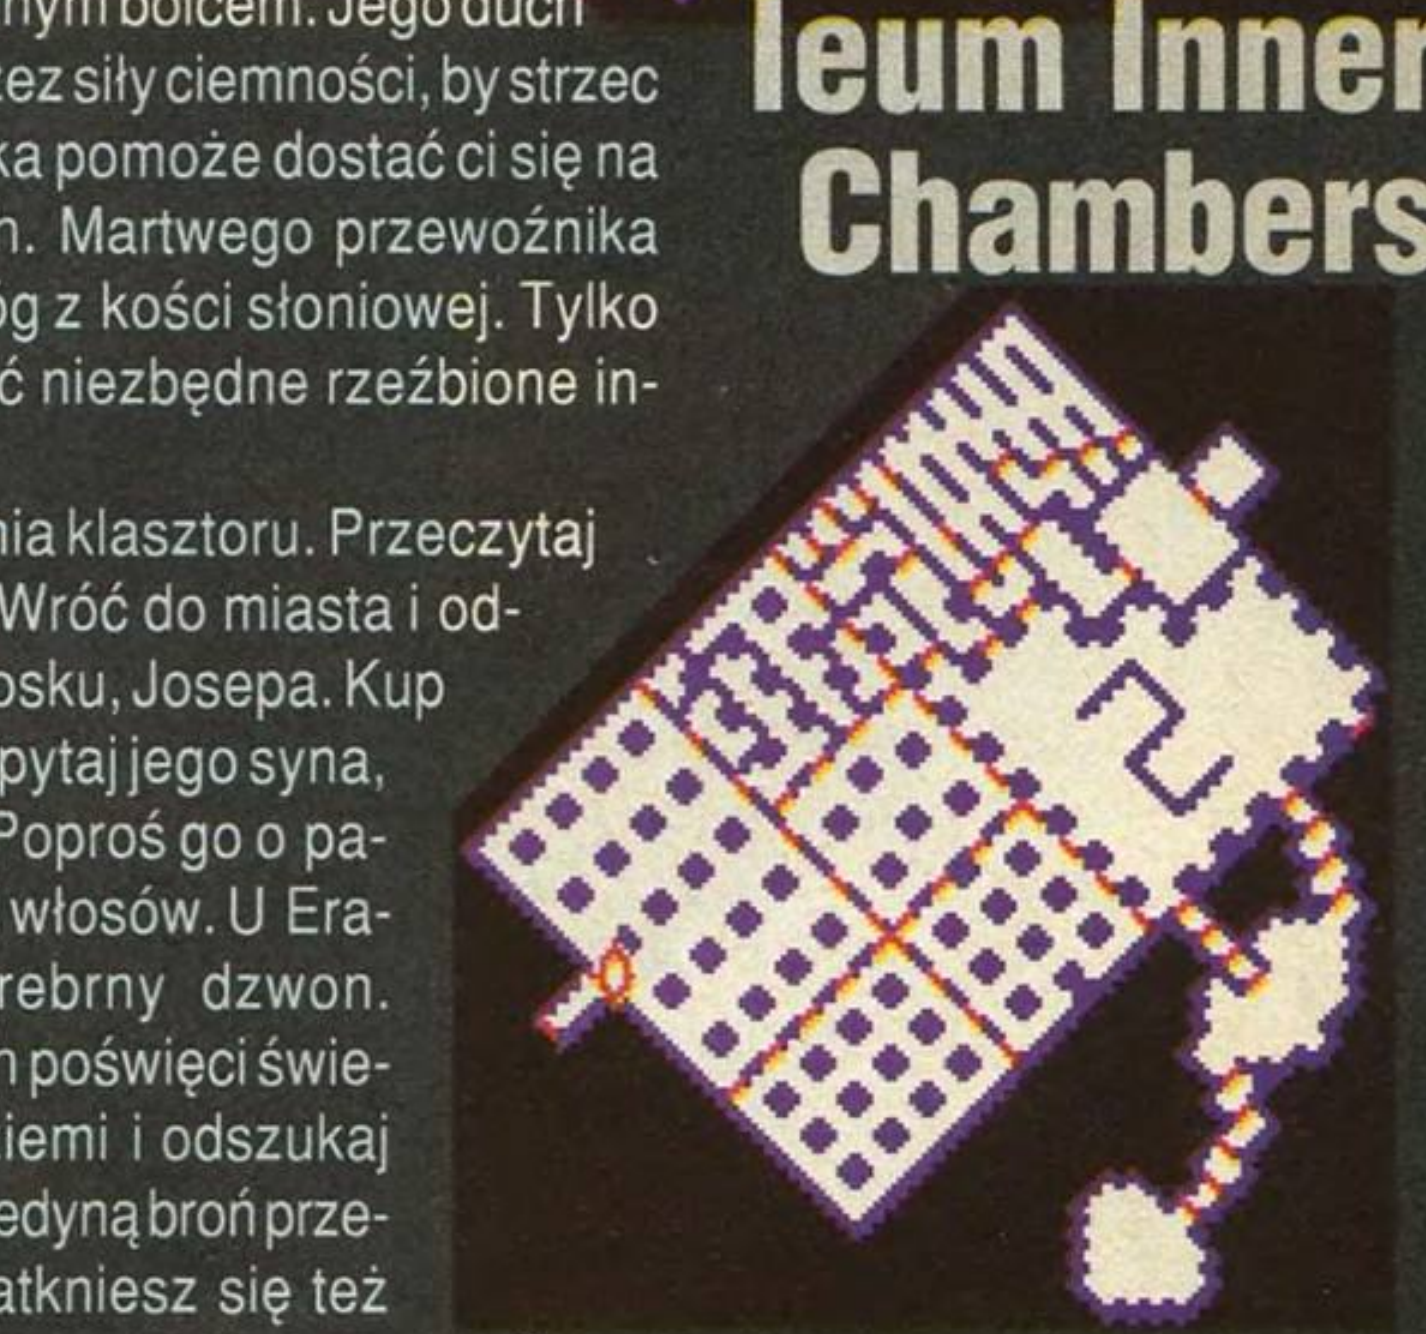 nym bolcem. Jego duch
zez siły ciemności, by strzec
ka pomoże dostać ci się na
n. Martwego przewoźnika
óg z kości słoniowej. Tylko
ć niezbędne rzeźbione in-
nia klasztoru. Przeczytaj
Wróć do miasta i od-
osku, Josepa. Kup
pytaj jego syna,
Poproś go o pa-
włosów. U Era-
rebrny dzwon.
n poświęci świe-
iemi i odszukaj
edyną broń prze-
atkniesz się też
leum Inner
Chambers